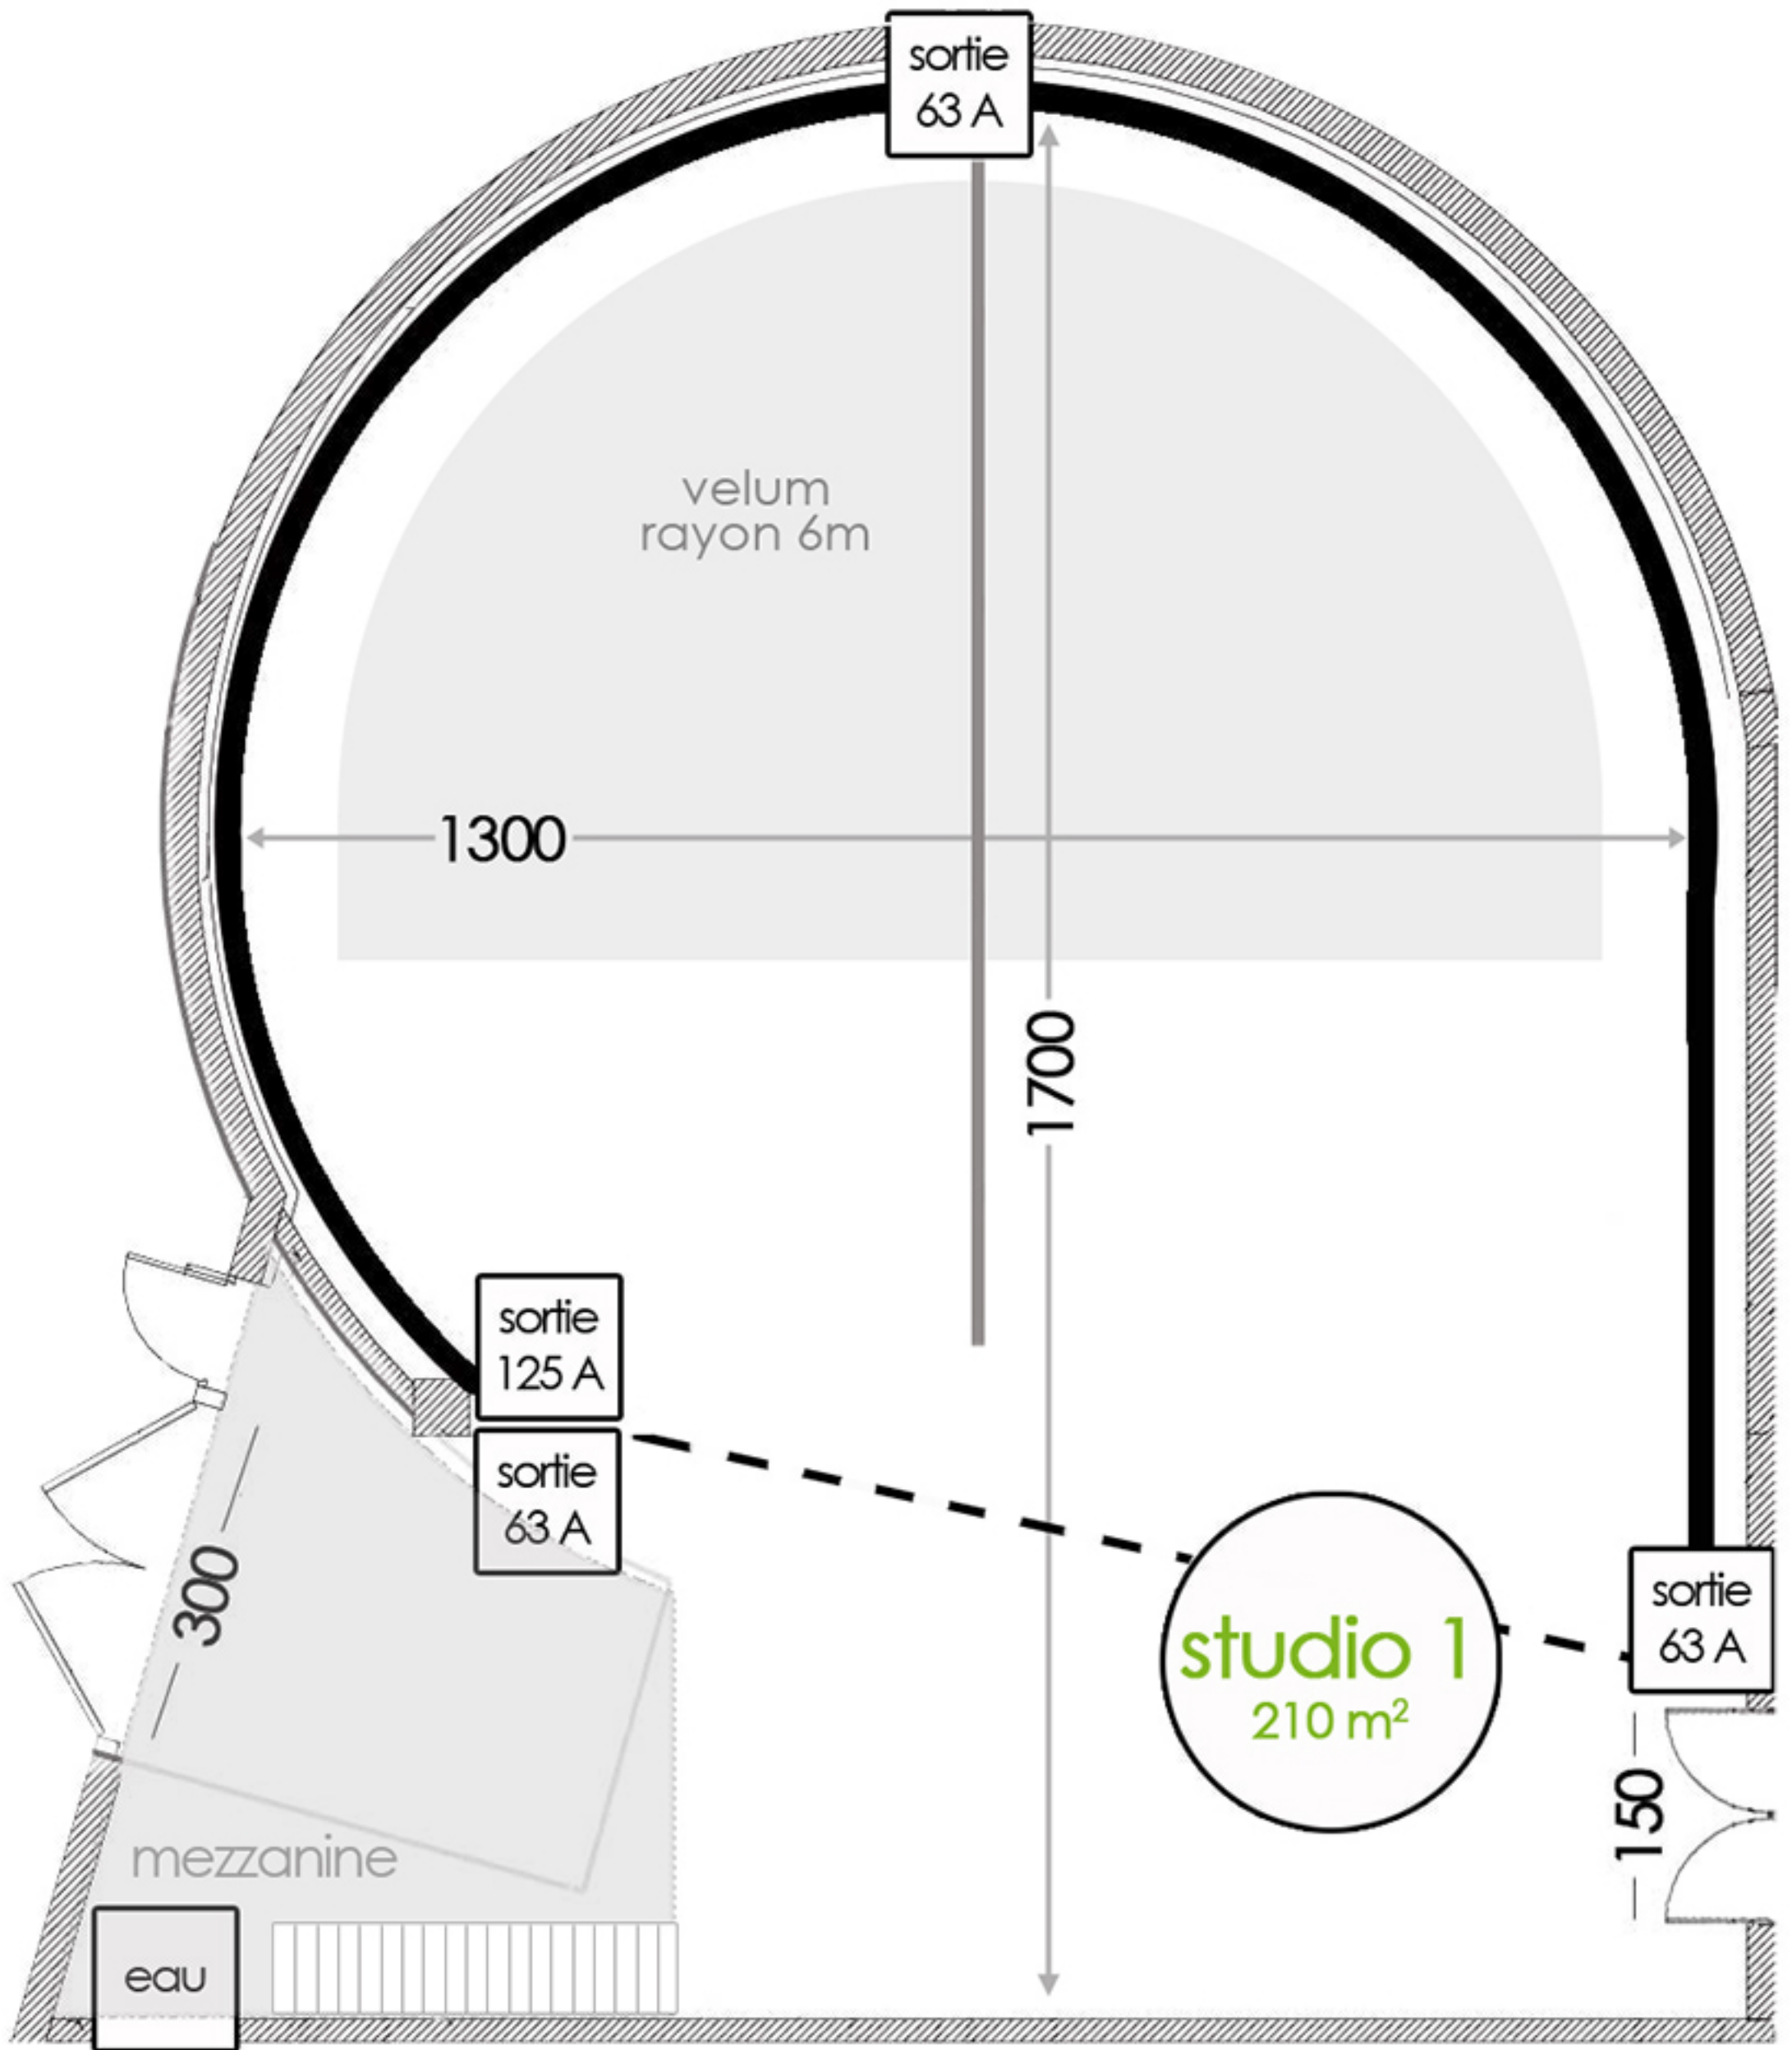 sortie
63 A
velum
rayon 6m
1300
1700
sortie
125 A
sortie
63 A
300
studio 1
210 m²
sortie
63 A
150
mezzanine
eau